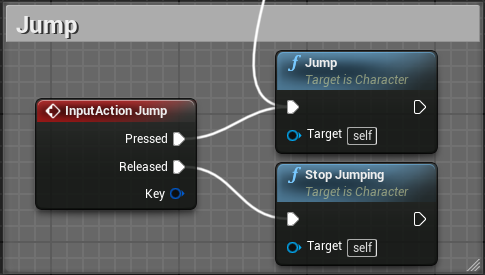 Jump
InputAction Jump
Pressed
Released
Key
f Jump
Target is Character
Target self
f Stop Jumping
Target is Character
Target self